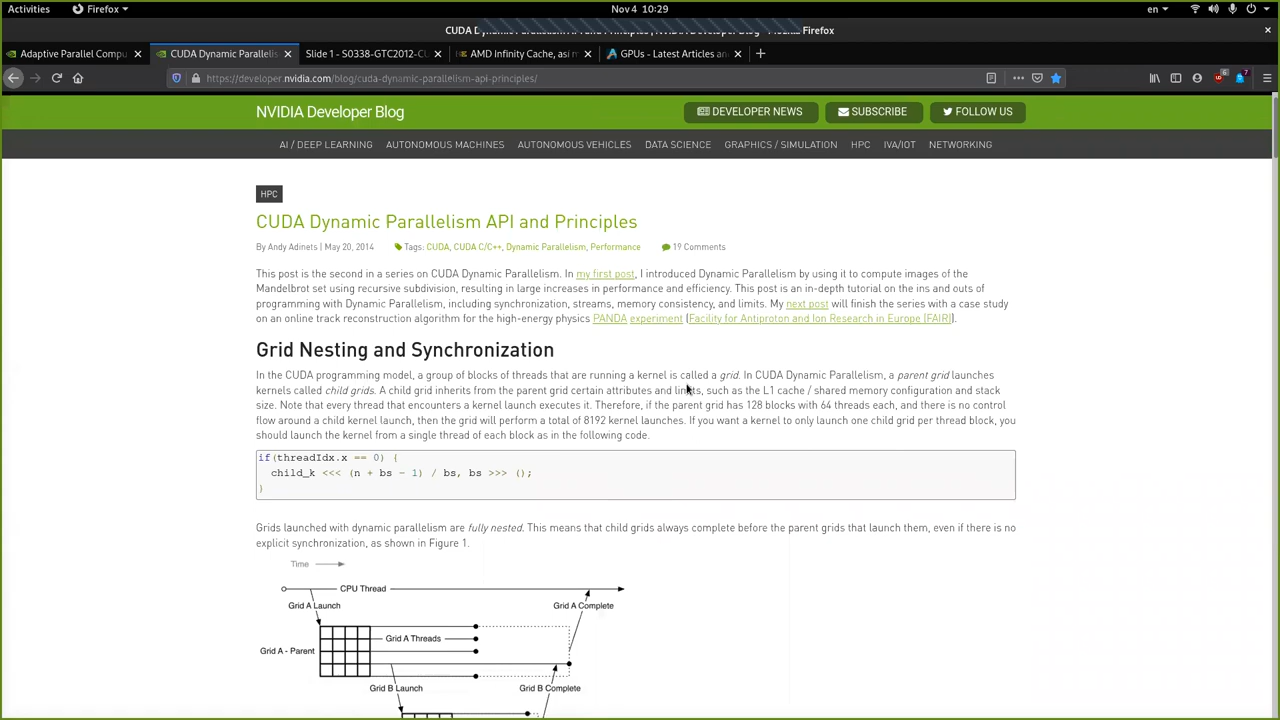 Activities Firefox Nov 4 10:29 en
Mozilla Firefox
Adaptive Parallel Compu CUDA Dynamic Parallelis Slide 1 - S0338-GTC2012-CU AMD Infinity Cache, así m GPUs - Latest Articles an
https://developer.nvidia.com/blog/cuda-dynamic-parallelism-api-principles/
NVIDIA Developer Blog DEVELOPER NEWS SUBSCRIBE FOLLOW US
AI / DEEP LEARNING AUTONOMOUS MACHINES AUTONOMOUS VEHICLES DATA SCIENCE GRAPHICS / SIMULATION HPC IVA/IOT NETWORKING
HPC
CUDA Dynamic Parallelism API and Principles
By Andy Adinets | May 20, 2014 Tags: CUDA, CUDA C/C++, Dynamic Parallelism, Performance 19 Comments
This post is the second in a series on CUDA Dynamic Parallelism. In my first post, I introduced Dynamic Parallelism by using it to compute images of the
Mandelbrot set using recursive subdivision, resulting in large increases in performance and efficiency. This post is an in-depth tutorial on the ins and outs of
programming with Dynamic Parallelism, including synchronization, streams, memory consistency, and limits. My next post will finish the series with a case study
on an online track reconstruction algorithm for the high-energy physics PANDA experiment (Facility for Antiproton and Ion Research in Europe (FAIR)).
Grid Nesting and Synchronization
In the CUDA programming model, a group of blocks of threads that are running a kernel is called a grid. In CUDA Dynamic Parallelism, a parent grid launches
kernels called child grids. A child grid inherits from the parent grid certain attributes and limits, such as the L1 cache / shared memory configuration and stack
size. Note that every thread that encounters a kernel launch executes it. Therefore, if the parent grid has 128 blocks with 64 threads each, and there is no control
flow around a child kernel launch, then the grid will perform a total of 8192 kernel launches. If you want a kernel to only launch one child grid per thread block, you
should launch the kernel from a single thread of each block as in the following code.
if(threadIdx.x == 0) {
child_k <<< (n + bs - 1) / bs, bs >>> ();
}
Grids launched with dynamic parallelism are fully nested. This means that child grids always complete before the parent grids that launch them, even if there is no
explicit synchronization, as shown in Figure 1.
Time
CPU Thread
Grid A Launch Grid A Complete
Grid A Threads
Grid A - Parent
Grid B Launch Grid B Complete